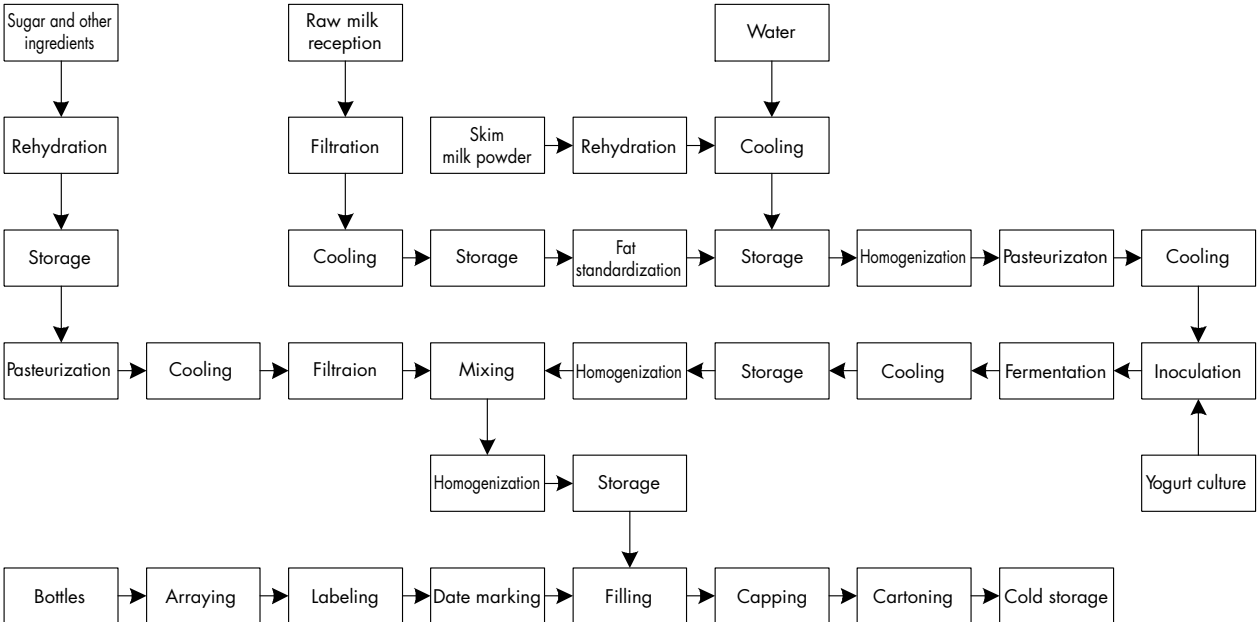 Sugar and other
ingredients
Raw milk
reception
Water
Rehydration
Filtration
Skim
milk powder
Rehydration
Cooling
Storage
Cooling
Storage
Fat
standardization
Storage
Homogenization
Pasteurizaton
Cooling
Pasteurization
Cooling
Filtraion
Mixing
Homogenization
Storage
Cooling
Fermentation
Inoculation
Homogenization
Storage
Yogurt culture
Bottles
Arraying
Labeling
Date marking
Filling
Capping
Cartoning
Cold storage